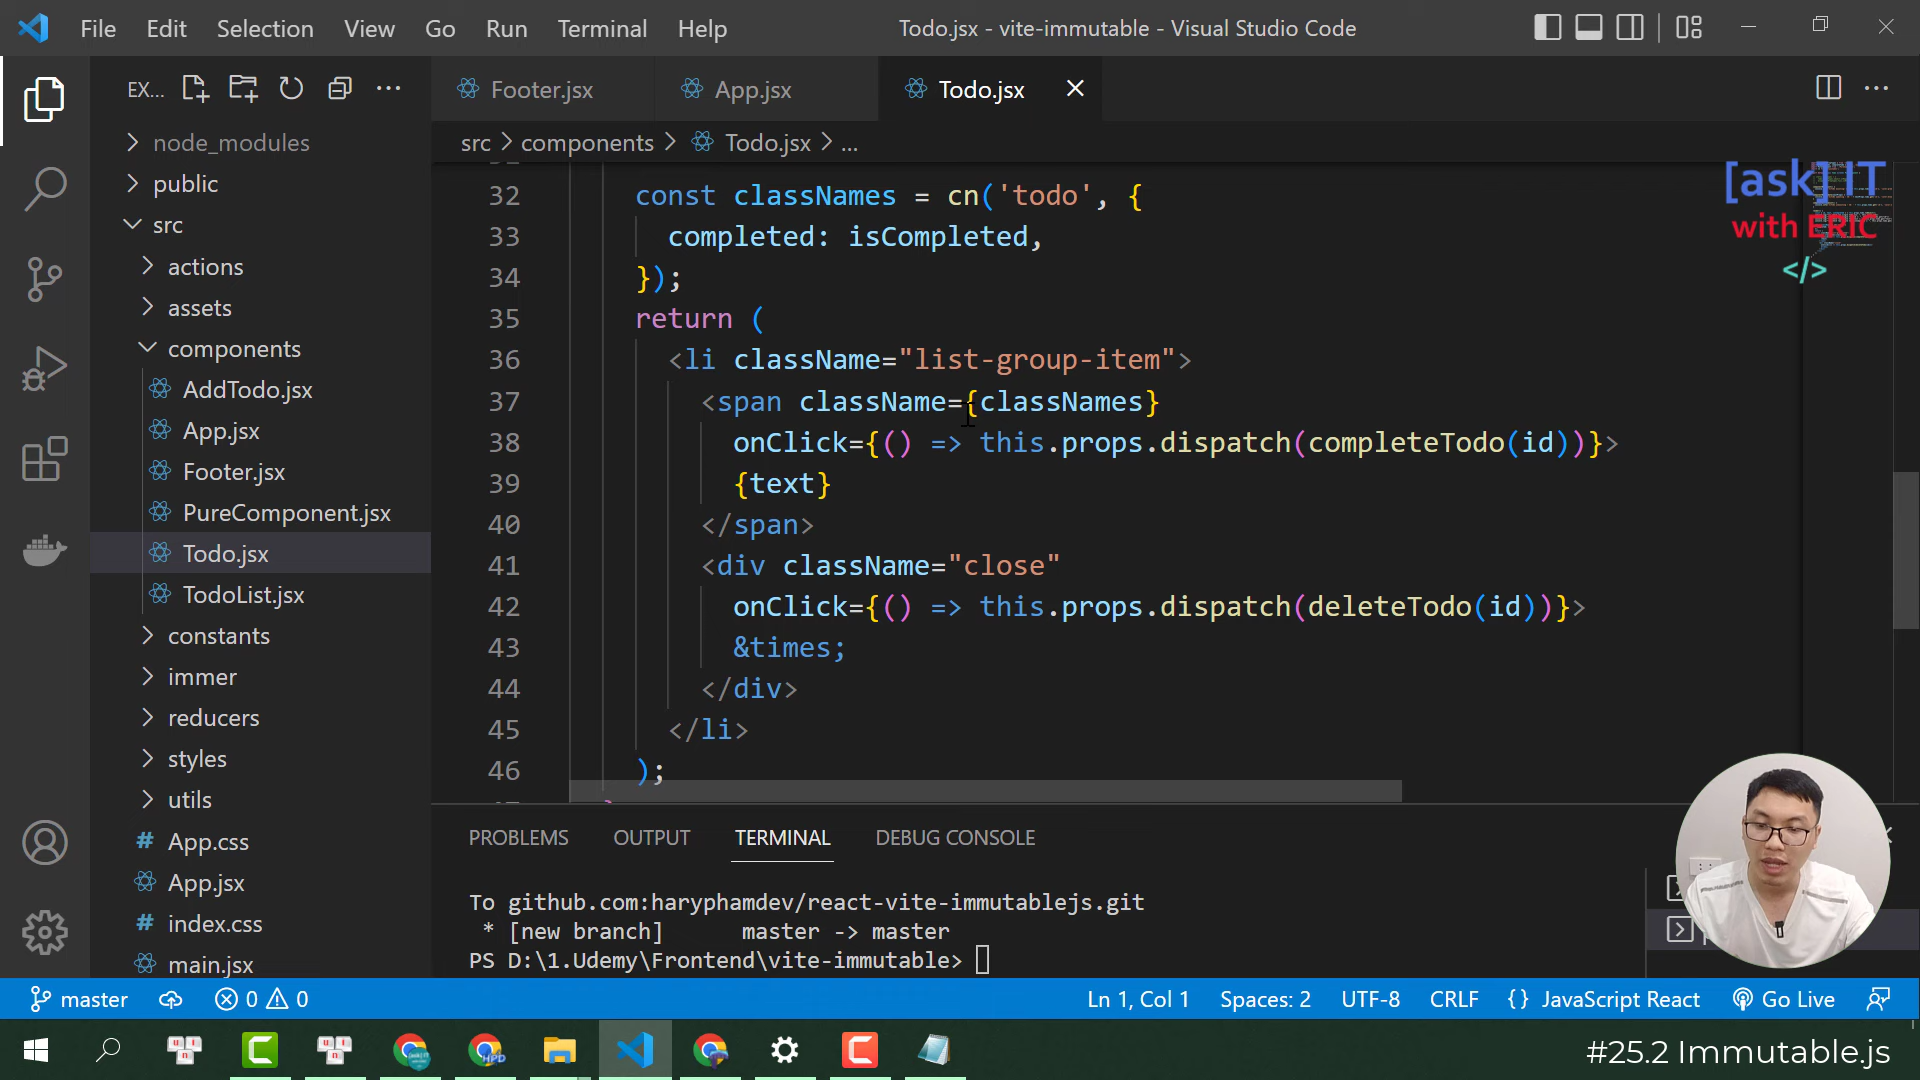 File Edit Selection View Go Run Terminal Help
Todo.jsx - vite-immutable - Visual Studio Code
EX...
Footer.jsx
App.jsx
Todo.jsx
src > components > Todo.jsx > ...
node_modules
public
src
actions
assets
components
AddTodo.jsx
App.jsx
Footer.jsx
PureComponent.jsx
Todo.jsx
TodoList.jsx
constants
immer
reducers
styles
utils
# App.css
App.jsx
# index.css
main.jsx
[ask]IT
with ERIC
</>
32 const classNames = cn('todo', {
33 completed: isCompleted,
34 });
35 return (
36 <li className="list-group-item">
37 <span className={classNames}
38 onClick={() => this.props.dispatch(completeTodo(id))}>
39 {text}
40 </span>
41 <div className="close"
42 onClick={() => this.props.dispatch(deleteTodo(id))}>
43 &times;
44 </div>
45 </li>
46 );
PROBLEMS OUTPUT TERMINAL DEBUG CONSOLE
To github.com:haryphamdev/react-vite-immutablejs.git
* [new branch] master -> master
PS D:\1.Udemy\Frontend\vite-immutable>
master 0 0 Ln 1, Col 1 Spaces: 2 UTF-8 CRLF {} JavaScript React Go Live
#25.2 Immutable.js